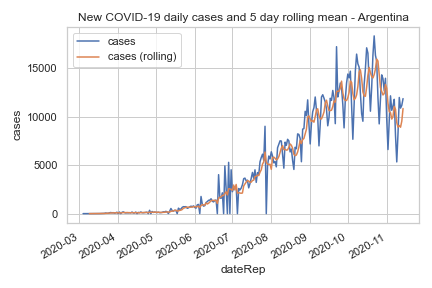 New COVID-19 daily cases and 5 day rolling mean - Argentina
cases
cases (rolling)
15000
10000
5000
0
cases
2020-03
2020-04
2020-05
2020-06
2020-07
2020-08
2020-09
2020-10
2020-11
dateRep